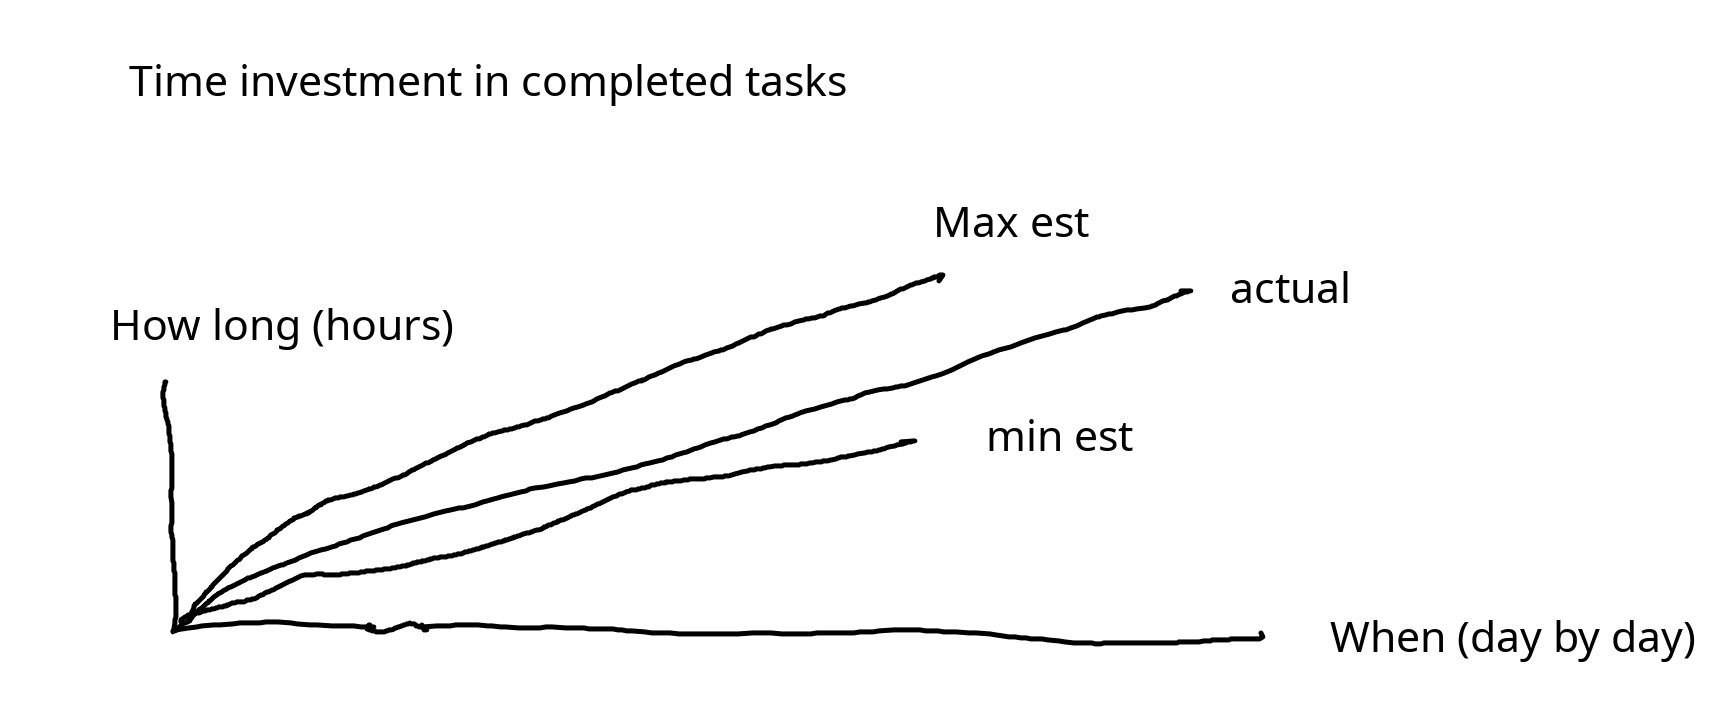 Time investment in completed tasks
Max est
actual
How long (hours)
min est
When (day by day)